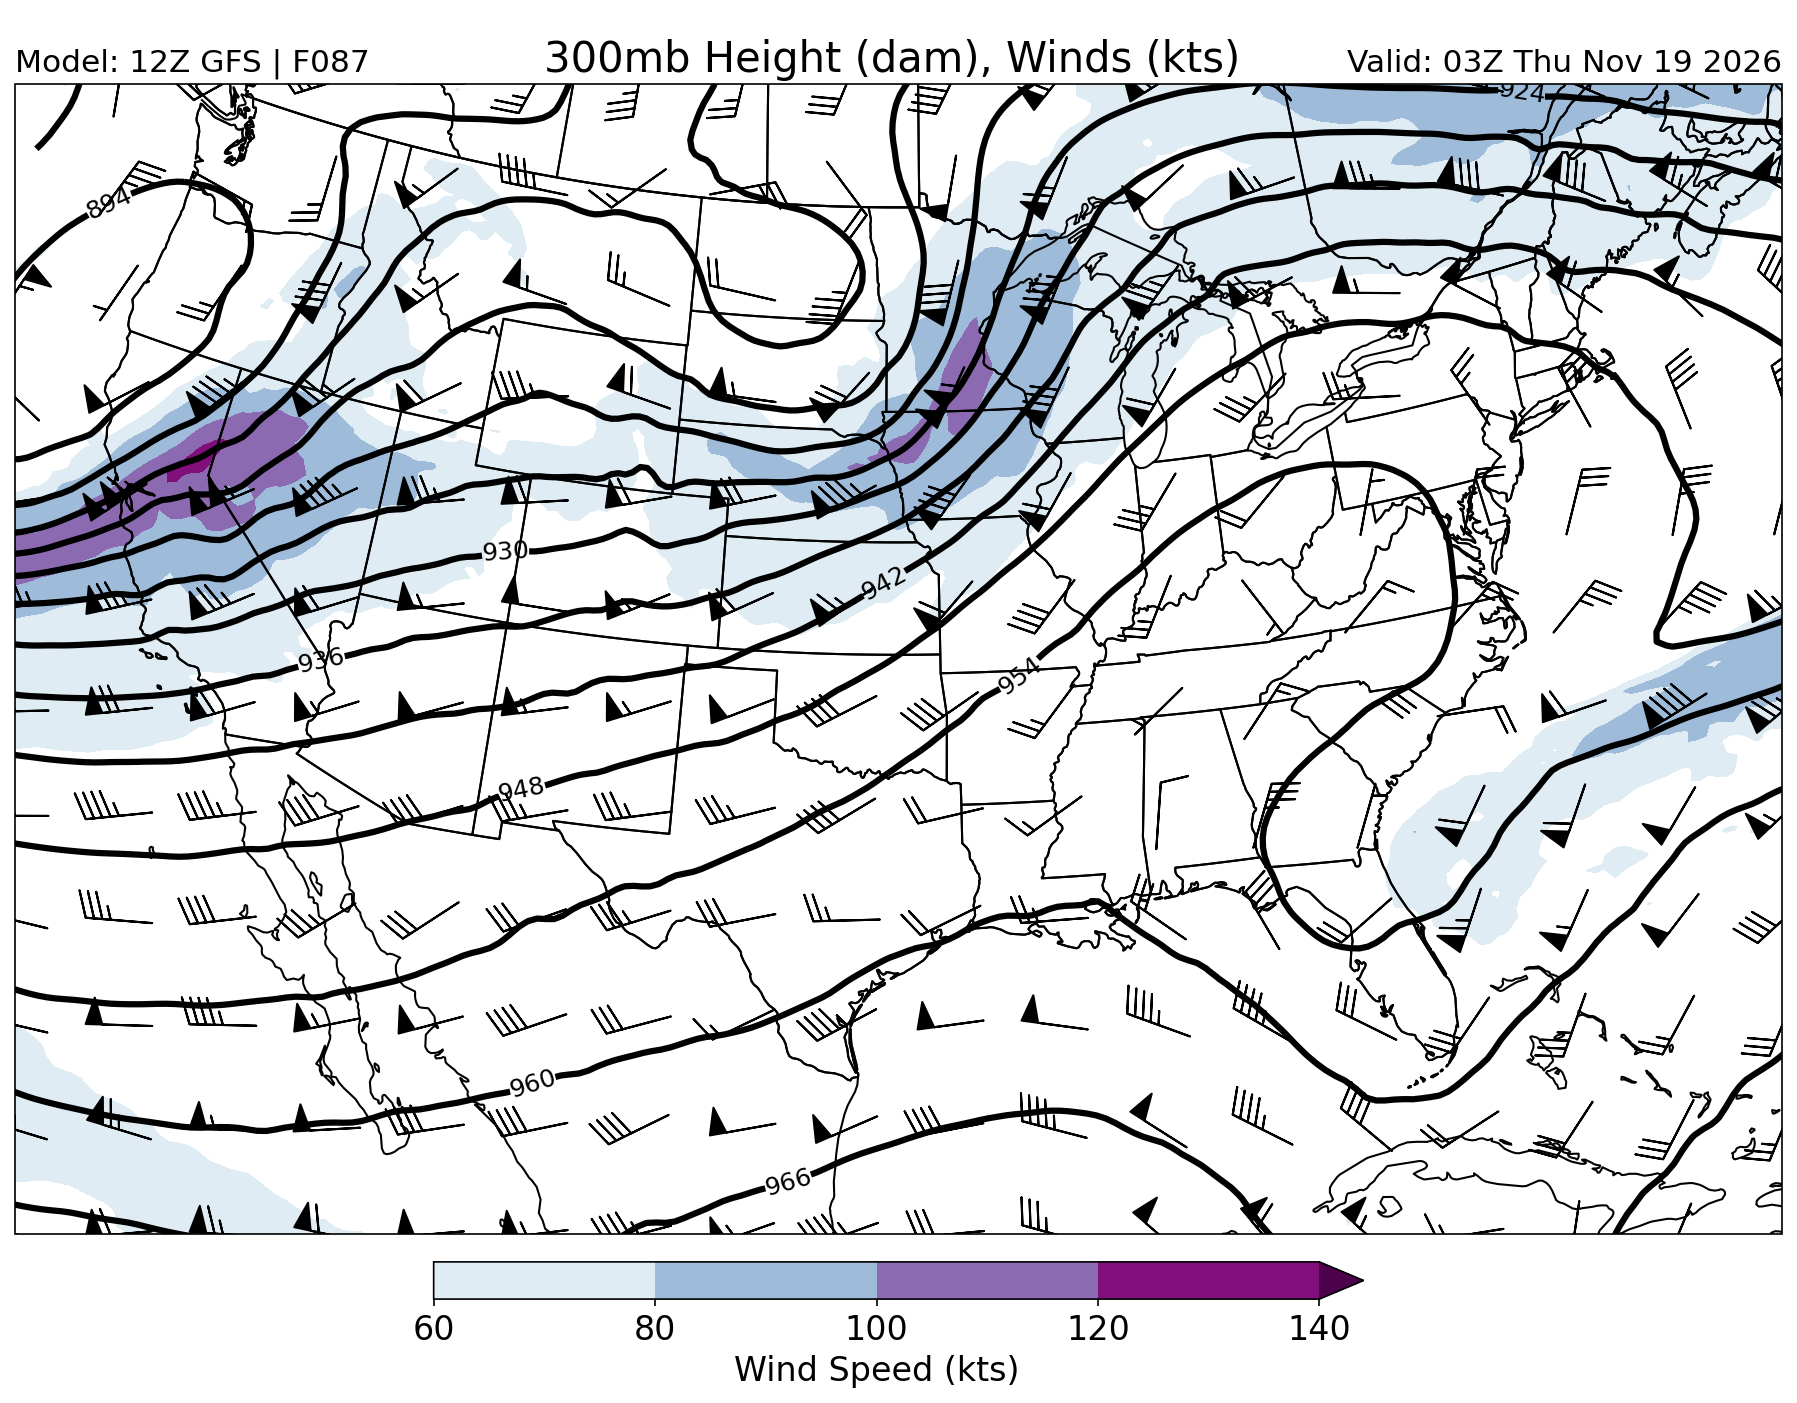 Model: 12Z GFS | F087
300mb Height (dam), Winds (kts)
Valid: 03Z Thu Nov 19 2026
924
894
930
942
936
954
948
960
966
60 80 100 120 140
Wind Speed (kts)